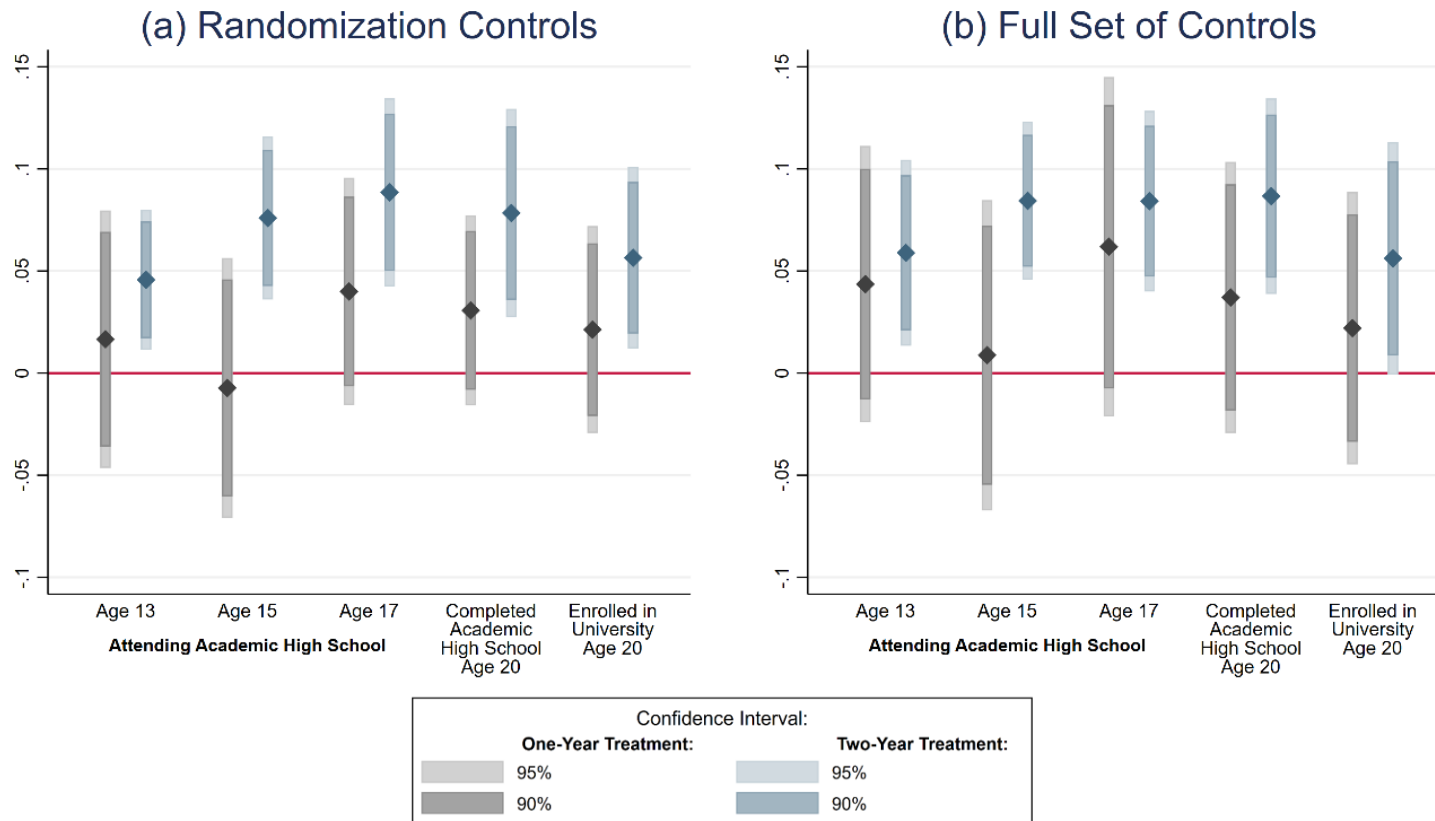 (a) Randomization Controls
.15
.1
.05
0
-.05
-.1
Age 13
Age 15
Age 17
Completed
Academic
High School
Age 20
Enrolled in
University
Age 20
Attending Academic High School
(b) Full Set of Controls
.15
.1
.05
0
-.05
-.1
Age 13
Age 15
Age 17
Completed
Academic
High School
Age 20
Enrolled in
University
Age 20
Attending Academic High School
Confidence Interval:
One-Year Treatment:
95%
90%
Two-Year Treatment:
95%
90%